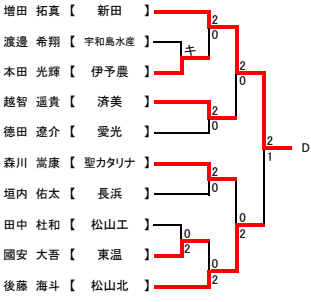 増田 拓真【 新田 】
2
0
渡邊 希翔【 宇和島水産 】
キ
本田 光輝【 伊予農 】
2
0
越智 遥貴【 済美 】
2
0
徳田 遼介【 愛光 】
2
1
D
森川 嵩康【 聖カタリナ 】
2
0
垣内 佑太【 長浜 】
0
2
田中 杜和【 松山工 】
0
2
國安 大吾【 東温 】
0
2
後藤 海斗【 松山北 】